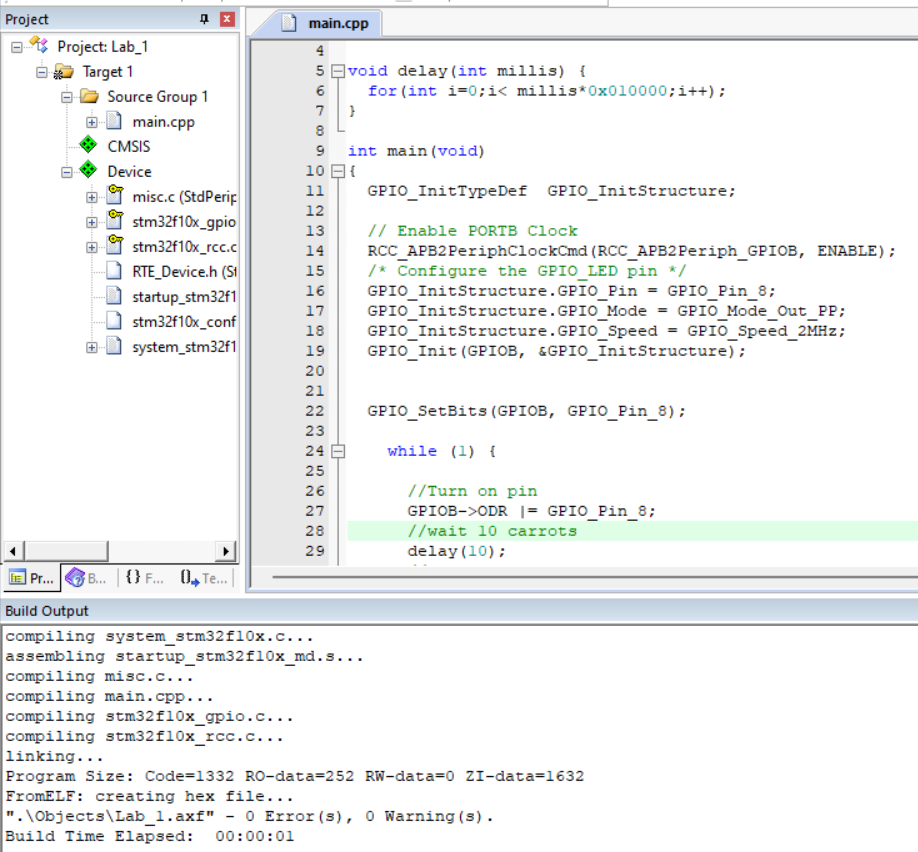 Project
Project: Lab_1
Target 1
Source Group 1
main.cpp
CMSIS
Device
misc.c (StdPerip
stm32f10x_gpio
stm32f10x_rcc.c
RTE_Device.h (St
startup_stm32f1
stm32f10x_conf
system_stm32f1
Pr...
B...
{} F...
Te...
main.cpp
4
5 void delay(int millis) {
6 for(int i=0;i< millis*0x010000;i++);
7 }
8
9 int main(void)
10 {
11 GPIO_InitTypeDef  GPIO_InitStructure;
12
13 // Enable PORTB Clock
14 RCC_APB2PeriphClockCmd(RCC_APB2Periph_GPIOB, ENABLE);
15 /* Configure the GPIO_LED pin */
16 GPIO_InitStructure.GPIO_Pin = GPIO_Pin_8;
17 GPIO_InitStructure.GPIO_Mode = GPIO_Mode_Out_PP;
18 GPIO_InitStructure.GPIO_Speed = GPIO_Speed_2MHz;
19 GPIO_Init(GPIOB, &GPIO_InitStructure);
20
21
22 GPIO_SetBits(GPIOB, GPIO_Pin_8);
23
24 while (1) {
25
26 //Turn on pin
27 GPIOB->ODR |= GPIO_Pin_8;
28 //wait 10 carrots
29 delay(10);
Build Output
compiling system_stm32f10x.c...
assembling startup_stm32f10x_md.s...
compiling misc.c...
compiling main.cpp...
compiling stm32f10x_gpio.c...
compiling stm32f10x_rcc.c...
linking...
Program Size: Code=1332 RO-data=252 RW-data=0 ZI-data=1632
FromELF: creating hex file...
".\Objects\Lab_1.axf" - 0 Error(s), 0 Warning(s).
Build Time Elapsed:  00:00:01